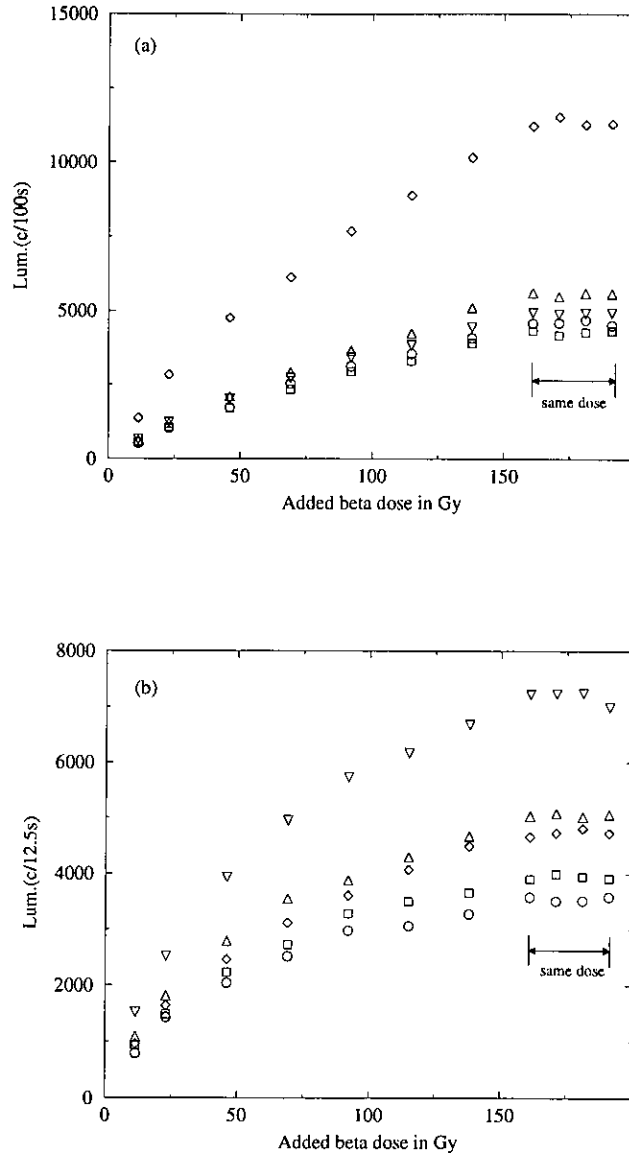 15000
(a)
10000
Lum.(c/100s)
5000
same dose
0
0 50 100 150
Added beta dose in Gy
8000
(b)
6000
Lum.(c/12.5s)
4000
same dose
2000
0
0 50 100 150
Added beta dose in Gy